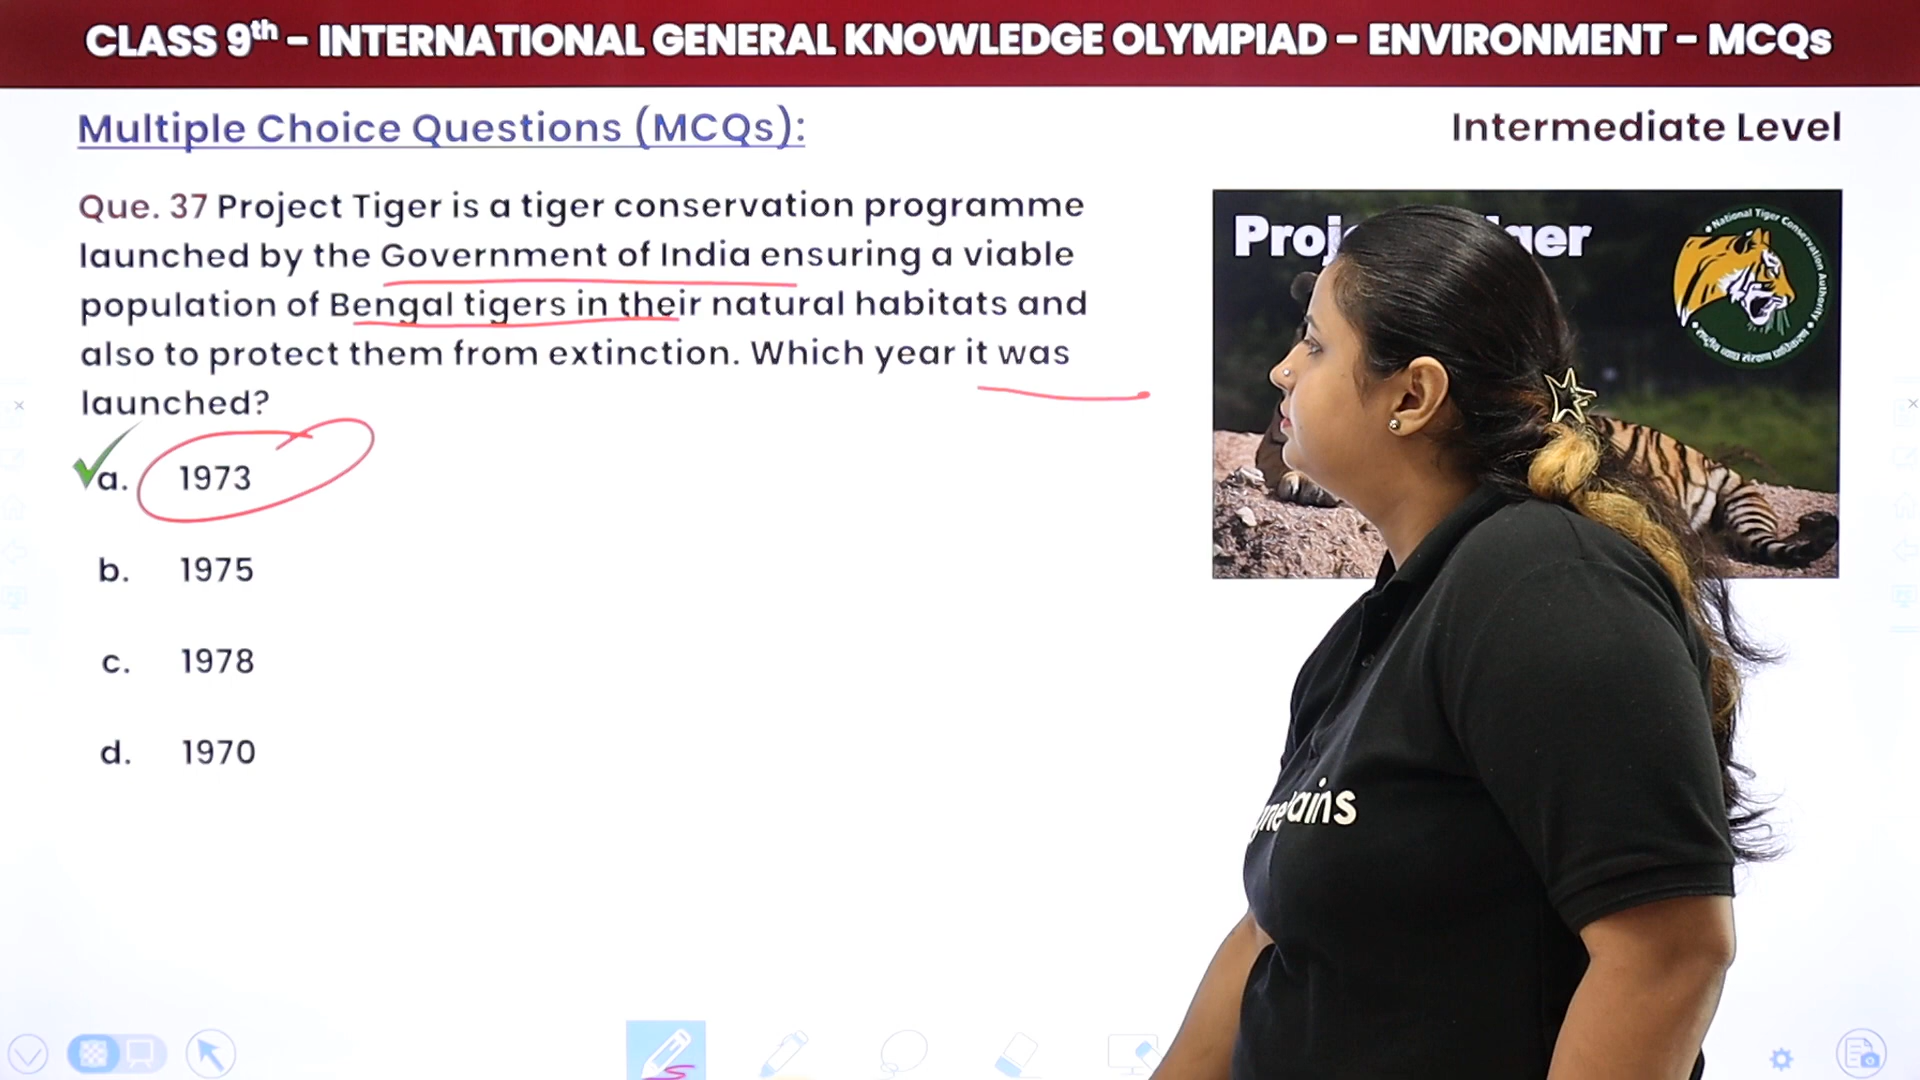 CLASS 9th - INTERNATIONAL GENERAL KNOWLEDGE OLYMPIAD - ENVIRONMENT - MCQs
Multiple Choice Questions (MCQs):
Intermediate Level
Que. 37 Project Tiger is a tiger conservation programme
launched by the Government of India ensuring a viable
population of Bengal tigers in their natural habitats and
also to protect them from extinction. Which year it was
launched?
a. 1973
b. 1975
c. 1978
d. 1970
National Tiger Conservation Authority
राष्ट्रीय व्याघ्र संरक्षण प्राधिकरण